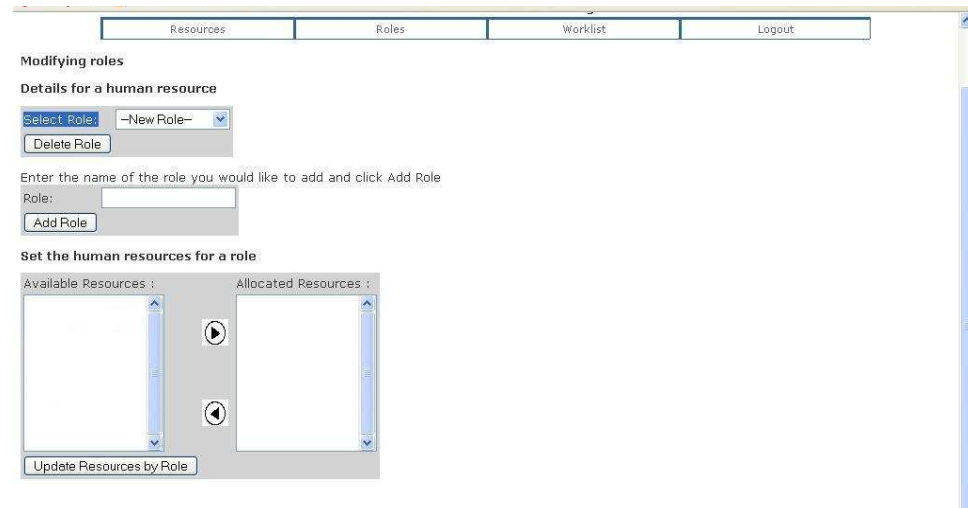 Resources Roles Worklist Logout
Modifying roles
Details for a human resource
Select Role: –New Role–
Delete Role
Enter the name of the role you would like to add and click Add Role
Role:
Add Role
Set the human resources for a role
Available Resources : Allocated Resources :
Update Resources by Role